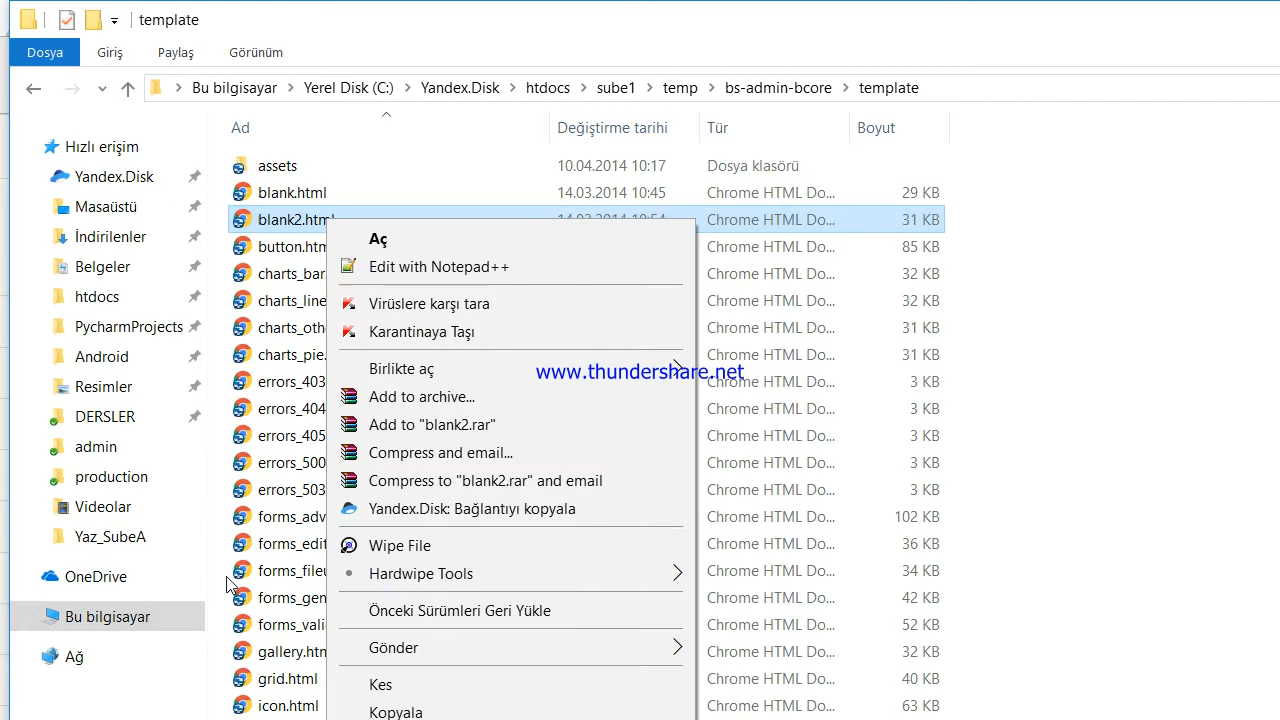 template
Dosya Giriş Paylaş Görünüm
Bu bilgisayar Yerel Disk (C:) Yandex.Disk htdocs sube1 temp bs-admin-bcore template
Ad Değiştirme tarihi Tür Boyut
Hızlı erişim
Yandex.Disk
Masaüstü
İndirilenler
Belgeler
htdocs
PycharmProjects
Android
Resimler
DERSLER
admin
production
Videolar
Yaz_SubeA
OneDrive
Bu bilgisayar
Ağ
assets 10.04.2014 10:17 Dosya klasörü
blank.html 14.03.2014 10:45 Chrome HTML Do... 29 KB
blank2.html 14.03.2014 10:54 Chrome HTML Do... 31 KB
button.htm Chrome HTML Do... 85 KB
charts_bar Chrome HTML Do... 32 KB
charts_line Chrome HTML Do... 32 KB
charts_oth Chrome HTML Do... 31 KB
charts_pie. Chrome HTML Do... 31 KB
errors_403 Chrome HTML Do... 3 KB
errors_404 Chrome HTML Do... 3 KB
errors_405 Chrome HTML Do... 3 KB
errors_500 Chrome HTML Do... 3 KB
errors_503 Chrome HTML Do... 3 KB
forms_adv Chrome HTML Do... 102 KB
forms_edit Chrome HTML Do... 36 KB
forms_fileu Chrome HTML Do... 34 KB
forms_gen Chrome HTML Do... 42 KB
forms_vali Chrome HTML Do... 52 KB
gallery.htm Chrome HTML Do... 32 KB
grid.html Chrome HTML Do... 40 KB
icon.html Chrome HTML Do... 63 KB
Aç
Edit with Notepad++
Virüslere karşı tara
Karantinaya Taşı
Birlikte aç
Add to archive...
Add to "blank2.rar"
Compress and email...
Compress to "blank2.rar" and email
Yandex.Disk: Bağlantıyı kopyala
Wipe File
Hardwipe Tools
Önceki Sürümleri Geri Yükle
Gönder
Kes
Kopyala
www.thundershare.net